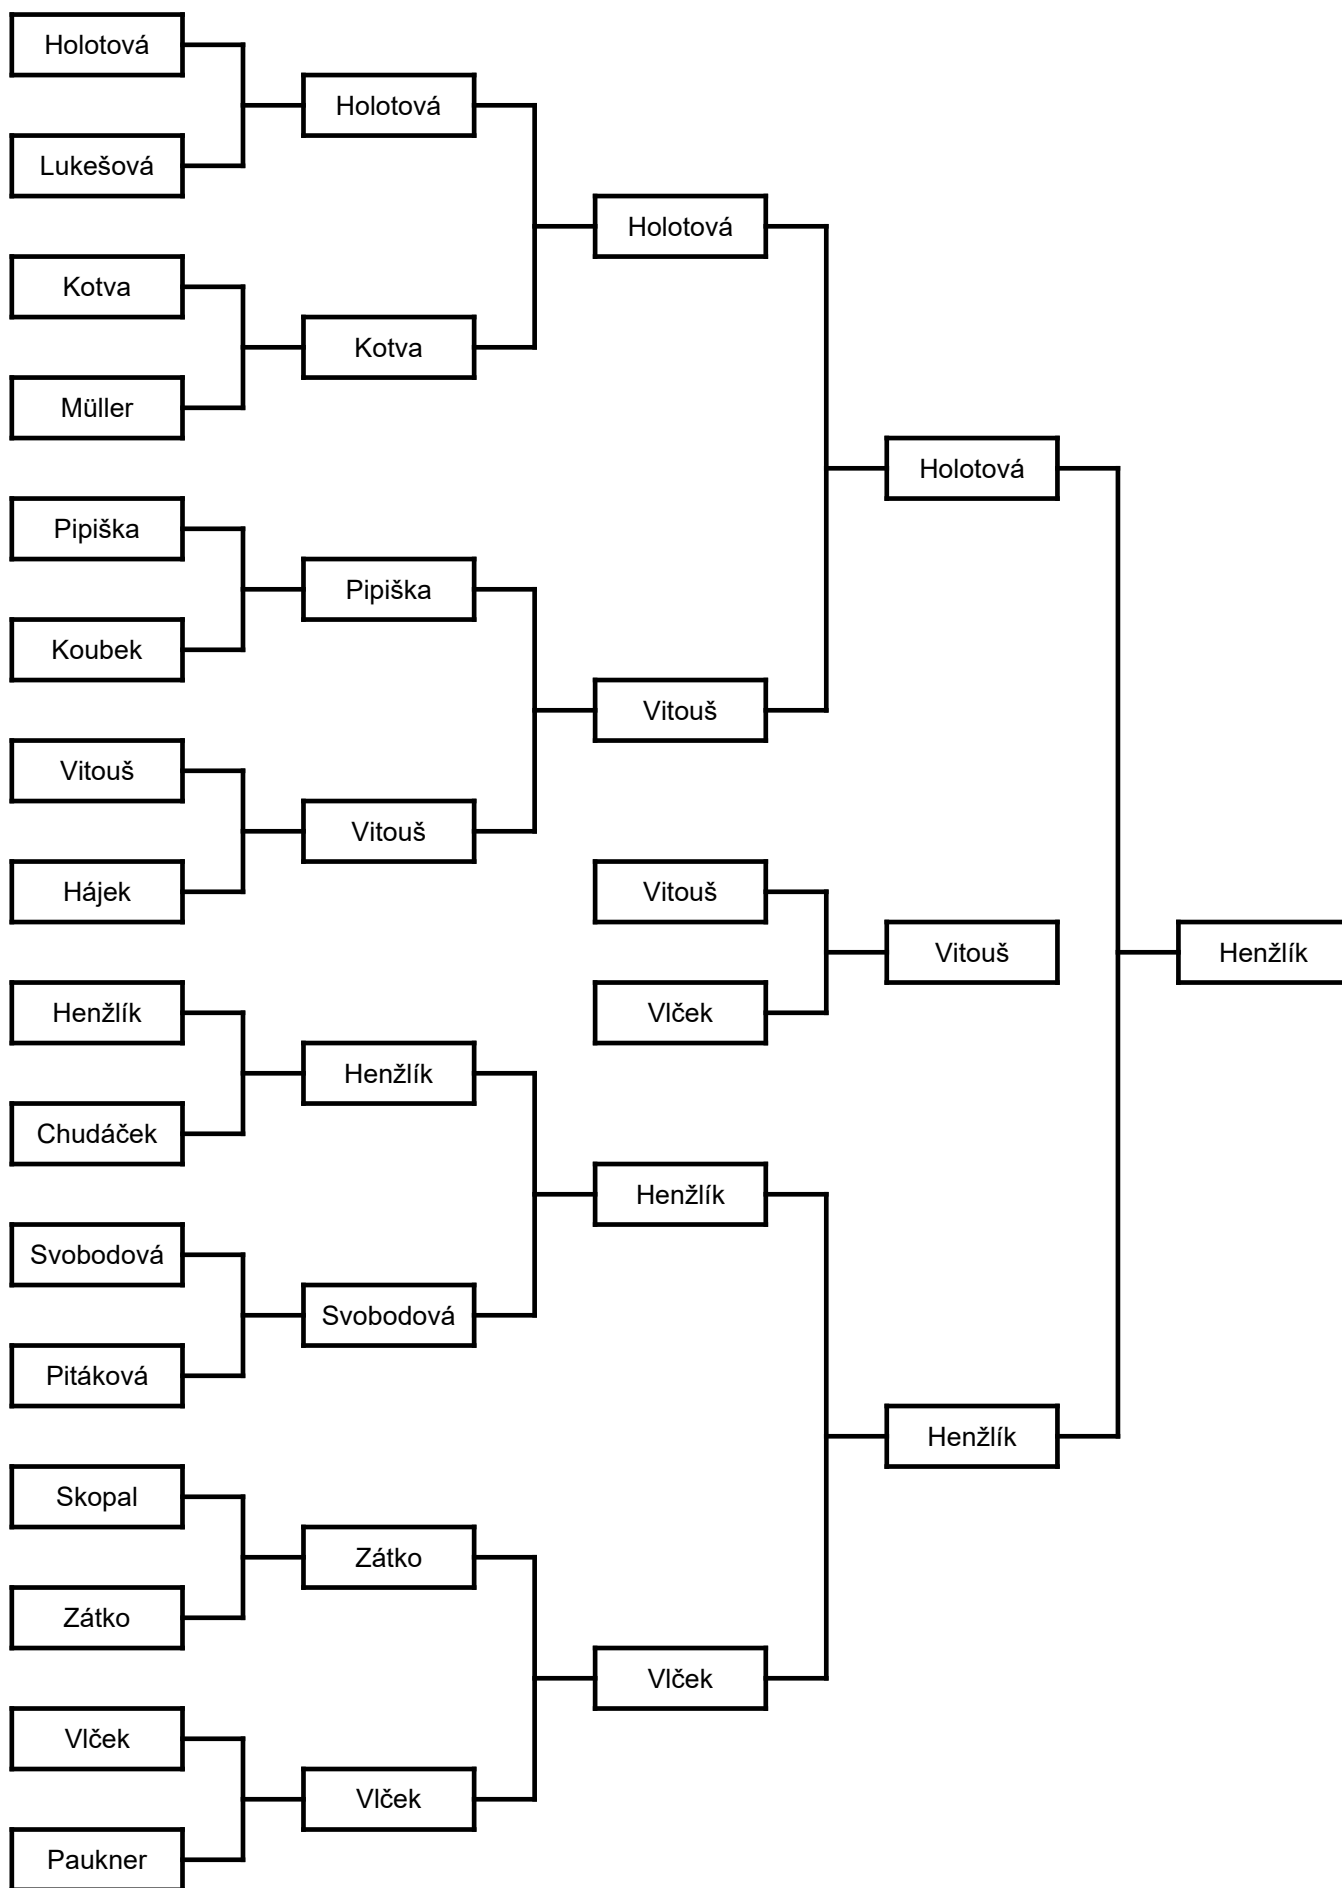 Holotová
Lukešová
Kotva
Müller
Pipiška
Koubek
Vitouš
Hájek
Henžlík
Chudáček
Svobodová
Pitáková
Skopal
Zátko
Vlček
Paukner
Holotová
Kotva
Pipiška
Vitouš
Henžlík
Svobodová
Zátko
Vlček
Holotová
Vitouš
Vitouš
Vlček
Henžlík
Vlček
Holotová
Vitouš
Henžlík
Henžlík